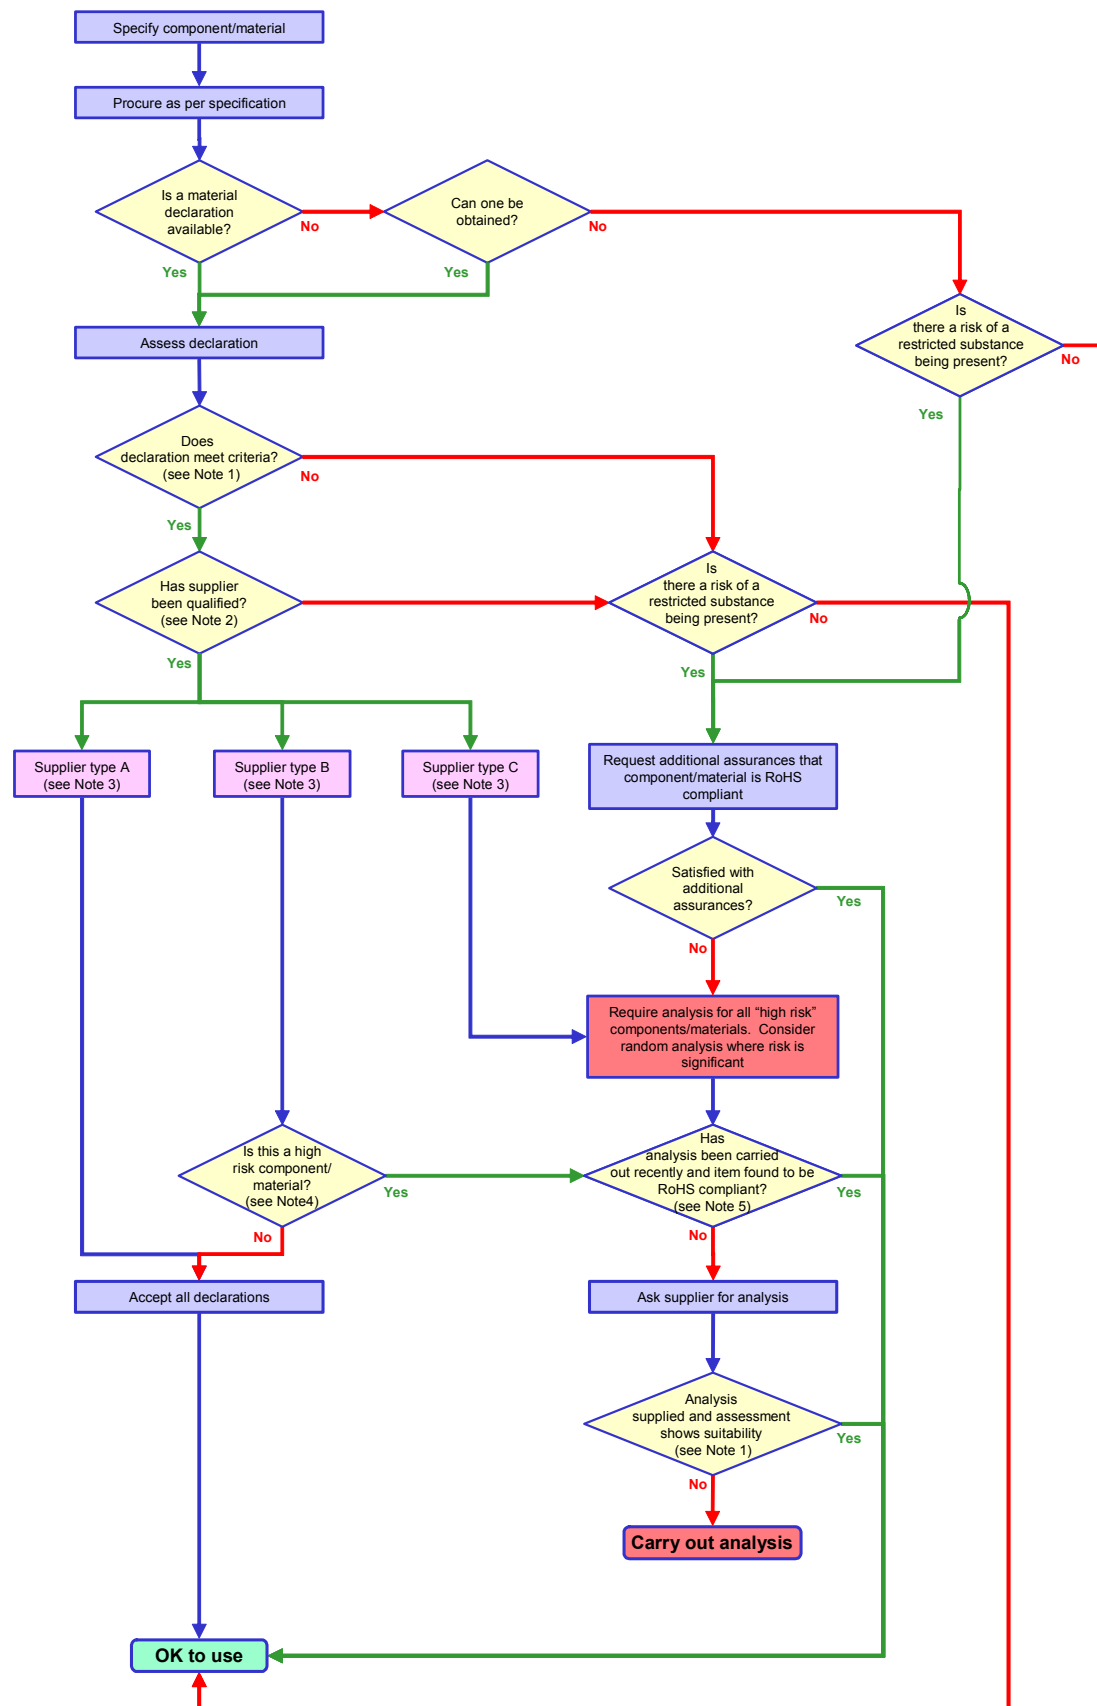 Specify component/material
Procure as per specification
Is a material
declaration
available?
No
Yes
Can one be
obtained?
No
Yes
Is
there a risk of a
restricted substance
being present?
No
Yes
Assess declaration
Does
declaration meet criteria?
(see Note 1)
No
Yes
Has supplier
been qualified?
(see Note 2)
Yes
Is
there a risk of a
restricted substance
being present?
No
Yes
Supplier type A
(see Note 3)
Supplier type B
(see Note 3)
Supplier type C
(see Note 3)
Request additional assurances that
component/material is RoHS
compliant
Satisfied with
additional
assurances?
Yes
No
Require analysis for all “high risk”
components/materials.  Consider
random analysis where risk is
significant
Is this a high
risk component/
material?
(see Note4)
Yes
No
Has
analysis been carried
out recently and item found to be
RoHS compliant?
(see Note 5)
Yes
No
Accept all declarations
Ask supplier for analysis
Analysis
supplied and assessment
shows suitability
(see Note 1)
Yes
No
Carry out analysis
OK to use